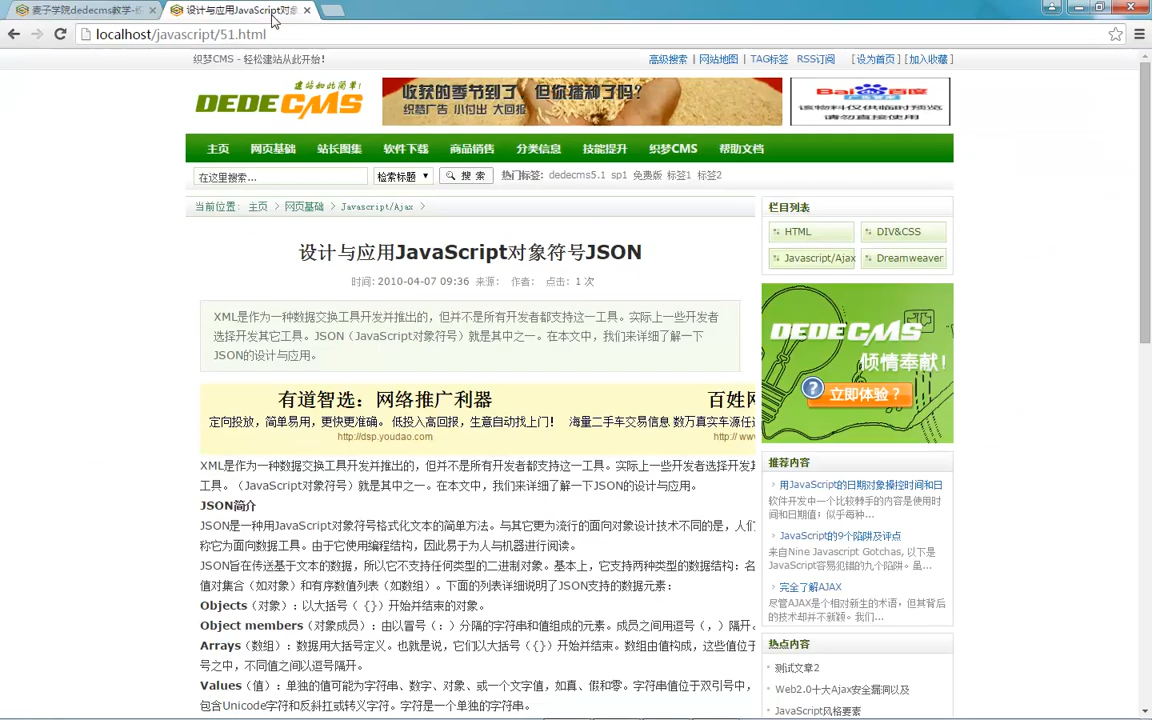 麦子学院dedecms教学-织
设计与应用JavaScript对象
localhost/javascript/51.html
织梦CMS - 轻松建站从此开始！
高级搜索 | 网站地图 | TAG标签 RSS订阅 [设为首页] [加入收藏]
建站如此简单！
DEDECMS
收获的季节到了 但你播种了吗？
织梦广告 小付出 大回报
Baidu百度
该物料仅供临时预览
请勿直接使用
主页 网页基础 站长图集 软件下载 商品销售 分类信息 技能提升 织梦CMS 帮助文档
在这里搜索... 检索标题 搜 索 热门标签: dedecms5.1 sp1 免费版 标签1 标签2
当前位置: 主页 > 网页基础 > Javascript/Ajax >
栏目列表
HTML DIV&CSS
Javascript/Ajax Dreamweaver
设计与应用JavaScript对象符号JSON
时间: 2010-04-07 09:36 来源： 作者： 点击： 1 次
XML是作为一种数据交换工具开发并推出的，但并不是所有开发者都支持这一工具。实际上一些开发者
选择开发其它工具。JSON（JavaScript对象符号）就是其中之一。在本文中，我们来详细了解一下
JSON的设计与应用。
有道智选：网络推广利器 百姓网
定向投放，简单易用，更快更准确。 低投入高回报，生意自动找上门！ 海量二手车交易信息 数万真实车源任
http://dsp.youdao.com http://www
XML是作为一种数据交换工具开发并推出的，但并不是所有开发者都支持这一工具。实际上一些开发者选择开发其
工具。（JavaScript对象符号）就是其中之一。在本文中，我们来详细了解一下JSON的设计与应用。
JSON简介
JSON是一种用JavaScript对象符号格式化文本的简单方法。与其它更为流行的面向对象设计技术不同的是，人们
称它为面向数据工具。由于它使用编程结构，因此易于为人与机器进行阅读。
JSON旨在传送基于文本的数据，所以它不支持任何类型的二进制对象。基本上，它支持两种类型的数据结构：名
值对集合（如对象）和有序数值列表（如数组）。下面的列表详细说明了JSON支持的数据元素：
Objects（对象）：以大括号（ {}）开始并结束的对象。
Object members（对象成员）：由以冒号（:）分隔的字符串和值组成的元素。成员之间用逗号（,）隔开。
Arrays（数组）：数据用大括号定义。也就是说，它们以大括号（{}）开始并结束。数组由值构成，这些值位于
号之中，不同值之间以逗号隔开。
Values（值）：单独的值可能为字符串、数字、对象、或一个文字值，如真、假和零。字符串值位于双引号中，
包含Unicode字符和反斜扛或转义字符。字符是一个单独的字符串。
DEDECMS
倾情奉献！
? 立即体验？
推荐内容
用JavaScript的日期对象操控时间和日
软件开发中一个比较棘手的内容是使用时
间和日期值：似乎每种...
JavaScript的9个陷阱及评点
来自Nine Javascript Gotchas, 以下是
JavaScript容易犯错的九个陷阱。虽...
完全了解AJAX
尽管AJAX是个相对新生的术语，但其背后
的技术却并不新颖。我们...
热点内容
测试文章2
Web2.0十大Ajax安全漏洞以及
JavaScript风格要素